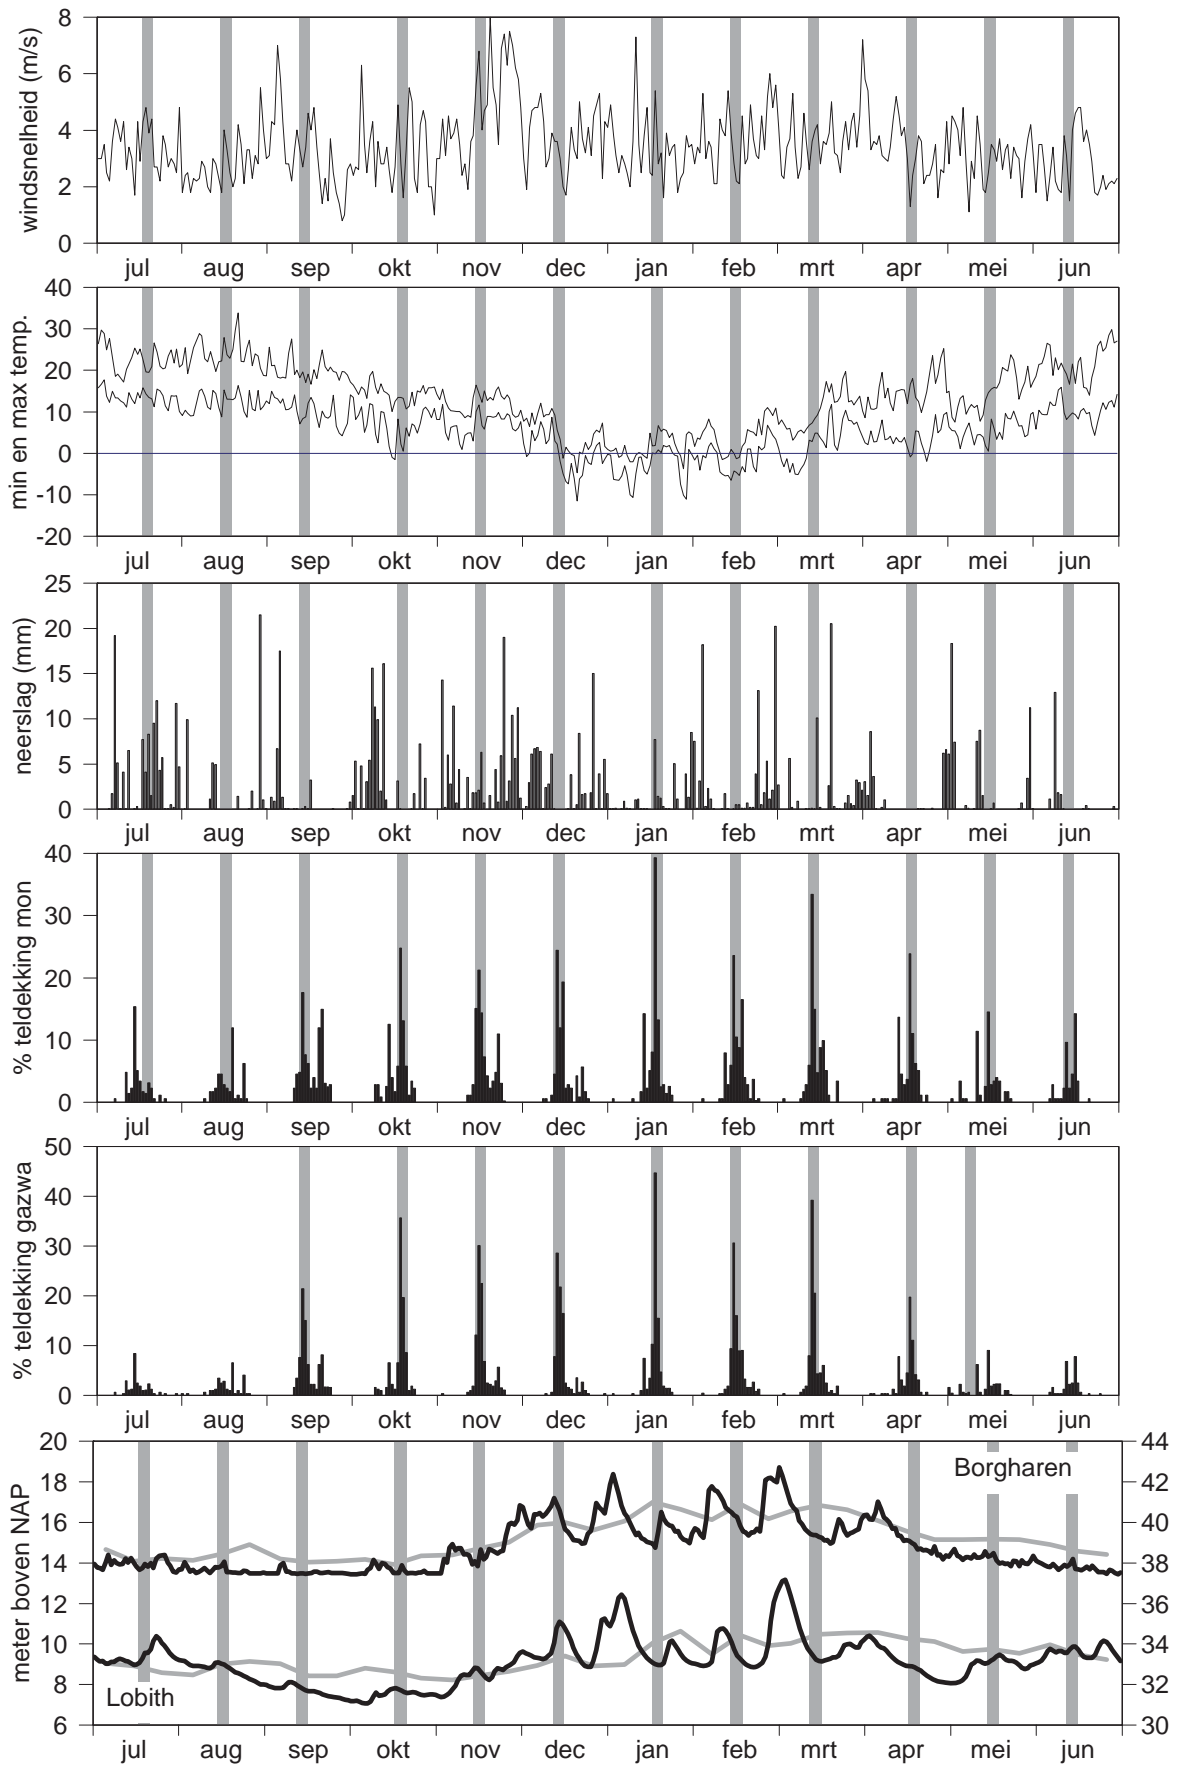 windsnelheid (m/s)
8
6
4
2
0
jul aug sep okt nov dec jan feb mrt apr mei jun
min en max temp.
40
30
20
10
0
-10
-20
jul aug sep okt nov dec jan feb mrt apr mei jun
neerslag (mm)
25
20
15
10
5
0
jul aug sep okt nov dec jan feb mrt apr mei jun
% teldekking mon
40
30
20
10
0
jul aug sep okt nov dec jan feb mrt apr mei jun
% teldekking gazwa
50
40
30
20
10
0
jul aug sep okt nov dec jan feb mrt apr mei jun
meter boven NAP
20 44
18 Borgharen 42
16 40
14 38
12 36
10 34
8 Lobith 32
6 30
jul aug sep okt nov dec jan feb mrt apr mei jun